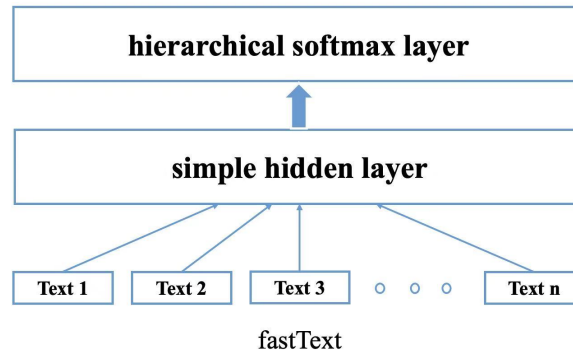 hierarchical softmax layer
simple hidden layer
Text 1 Text 2 Text 3 Text n
fastText